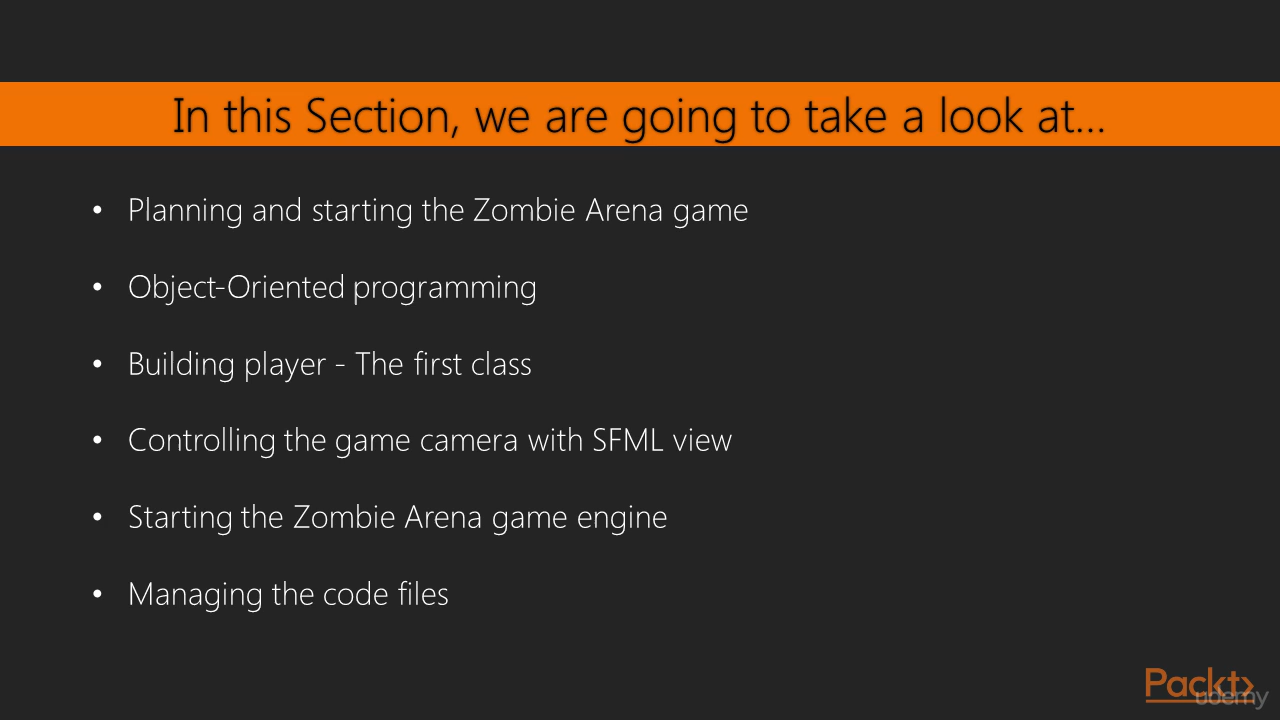 In this Section, we are going to take a look at...
• Planning and starting the Zombie Arena game
• Object-Oriented programming
• Building player - The first class
• Controlling the game camera with SFML view
• Starting the Zombie Arena game engine
• Managing the code files
Packt>
udemy